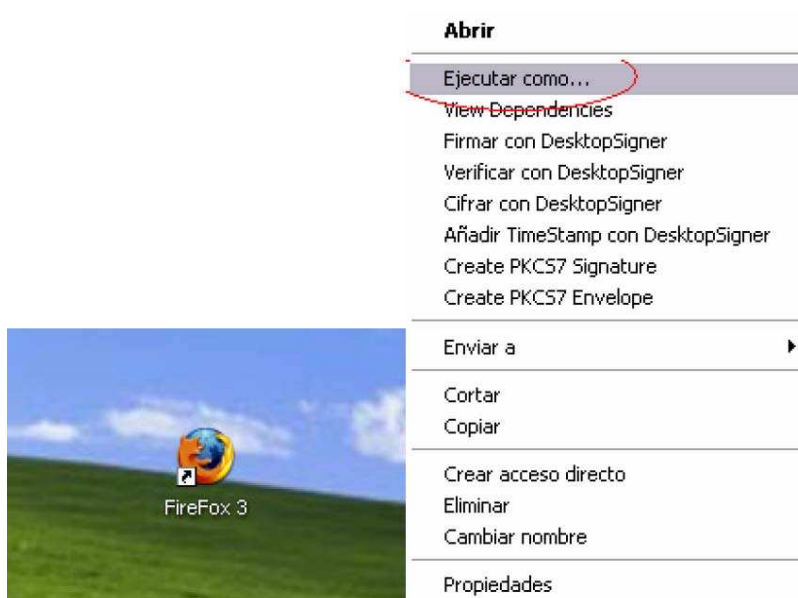 Abrir
Ejecutar como...
View Dependencies
Firmar con DesktopSigner
Verificar con DesktopSigner
Cifrar con DesktopSigner
Añadir TimeStamp con DesktopSigner
Create PKCS7 Signature
Create PKCS7 Envelope
Enviar a
Cortar
Copiar
Crear acceso directo
Eliminar
Cambiar nombre
Propiedades
FireFox 3